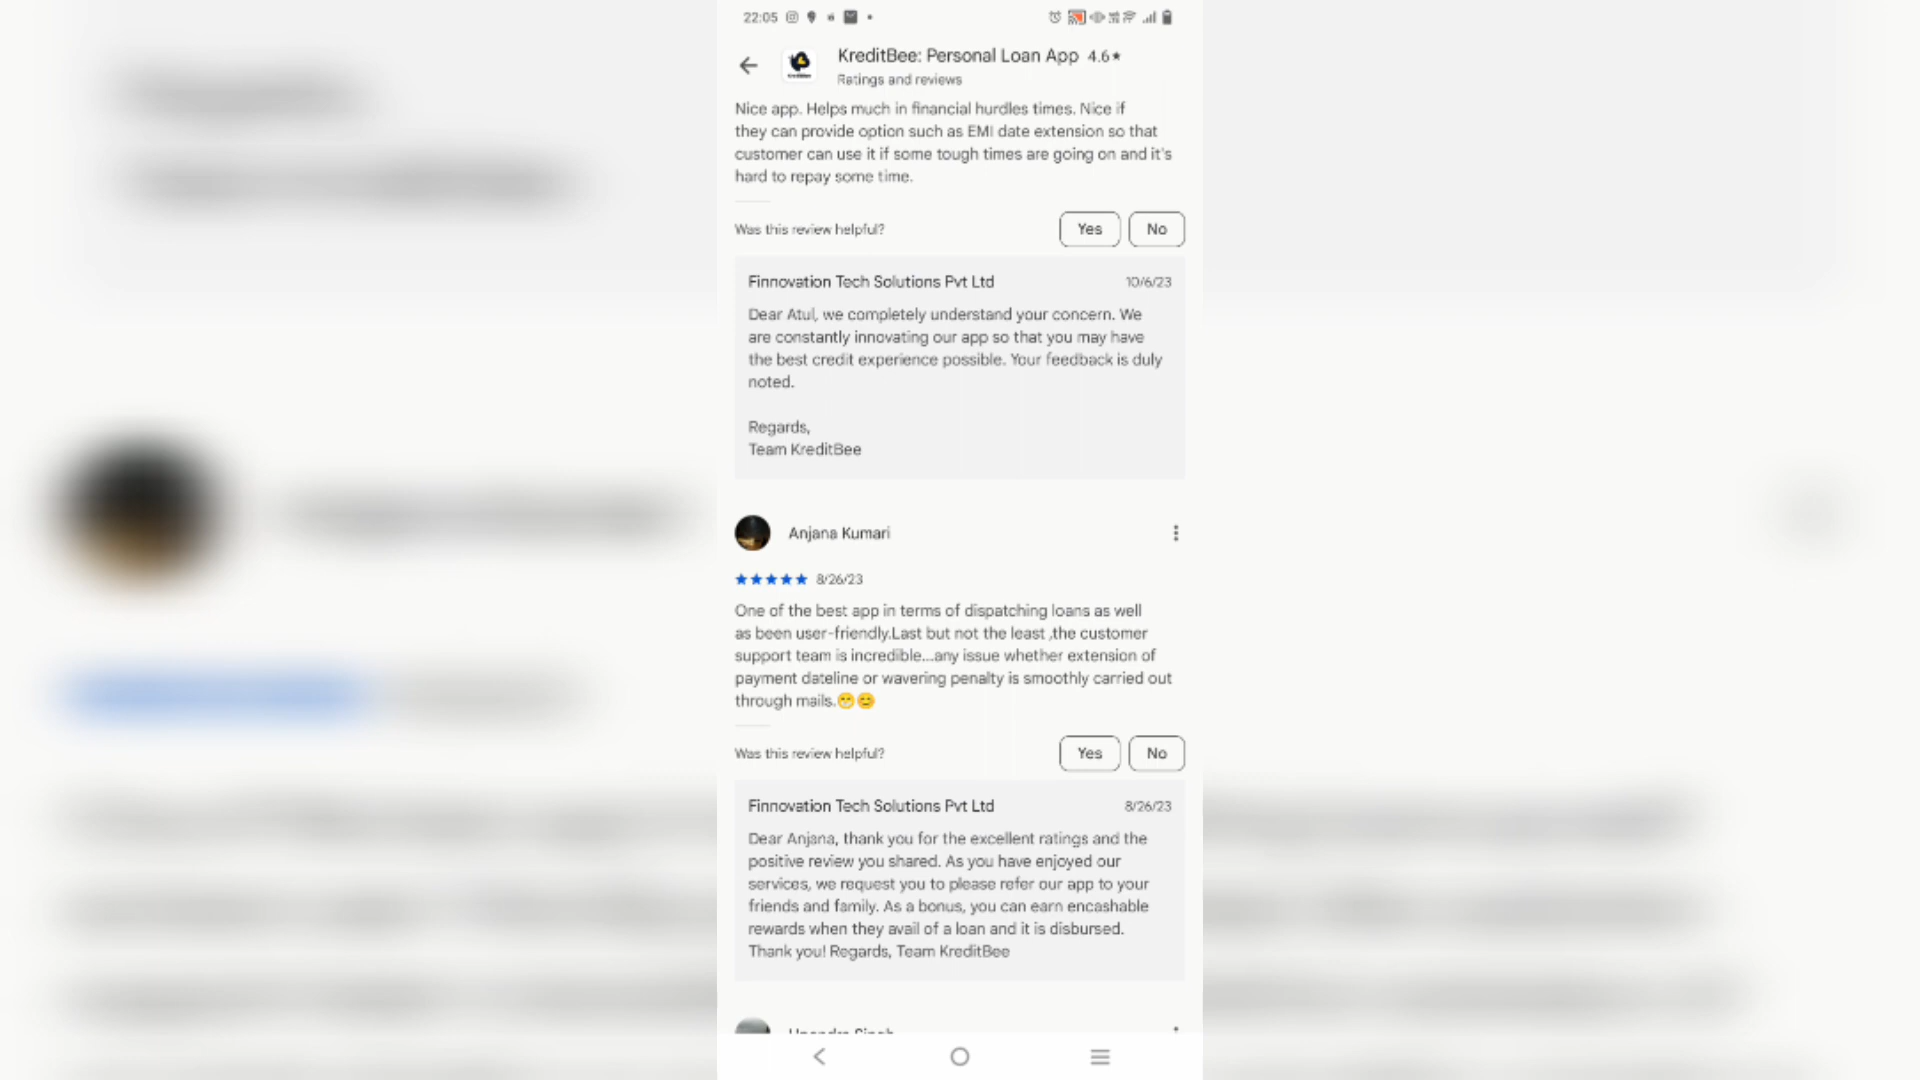 22:05
KreditBee: Personal Loan App 4.6★
Ratings and reviews
Nice app. Helps much in financial hurdles times. Nice if
they can provide option such as EMI date extension so that
customer can use it if some tough times are going on and it's
hard to repay some time.
Was this review helpful? Yes No
Finnovation Tech Solutions Pvt Ltd 10/6/23
Dear Atul, we completely understand your concern. We
are constantly innovating our app so that you may have
the best credit experience possible. Your feedback is duly
noted.
Regards,
Team KreditBee
Anjana Kumari
★★★★★ 8/26/23
One of the best app in terms of dispatching loans as well
as been user-friendly.Last but not the least ,the customer
support team is incredible...any issue whether extension of
payment dateline or wavering penalty is smoothly carried out
through mails.😁😊
Was this review helpful? Yes No
Finnovation Tech Solutions Pvt Ltd 8/26/23
Dear Anjana, thank you for the excellent ratings and the
positive review you shared. As you have enjoyed our
services, we request you to please refer our app to your
friends and family. As a bonus, you can earn encashable
rewards when they avail of a loan and it is disbursed.
Thank you! Regards, Team KreditBee